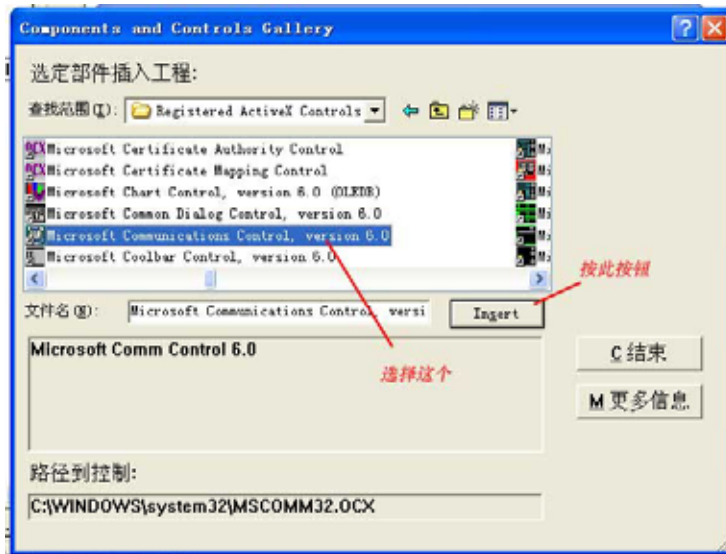 Components and Controls Gallery
选定部件插入工程:
查找范围(I): Registered ActiveX Controls
Microsoft Certificate Authority Control
Microsoft Certificate Mapping Control
Microsoft Chart Control, version 6.0 (OLEDB)
Microsoft Common Dialog Control, version 6.0
Microsoft Communications Control, version 6.0
Microsoft Coolbar Control, version 6.0
按此按钮
文件名(N): Microsoft Communications Control, versi Insert
Microsoft Comm Control 6.0
选择这个
C 结束
M 更多信息
路径到控制:
C:\WINDOWS\system32\MSCOMM32.OCX